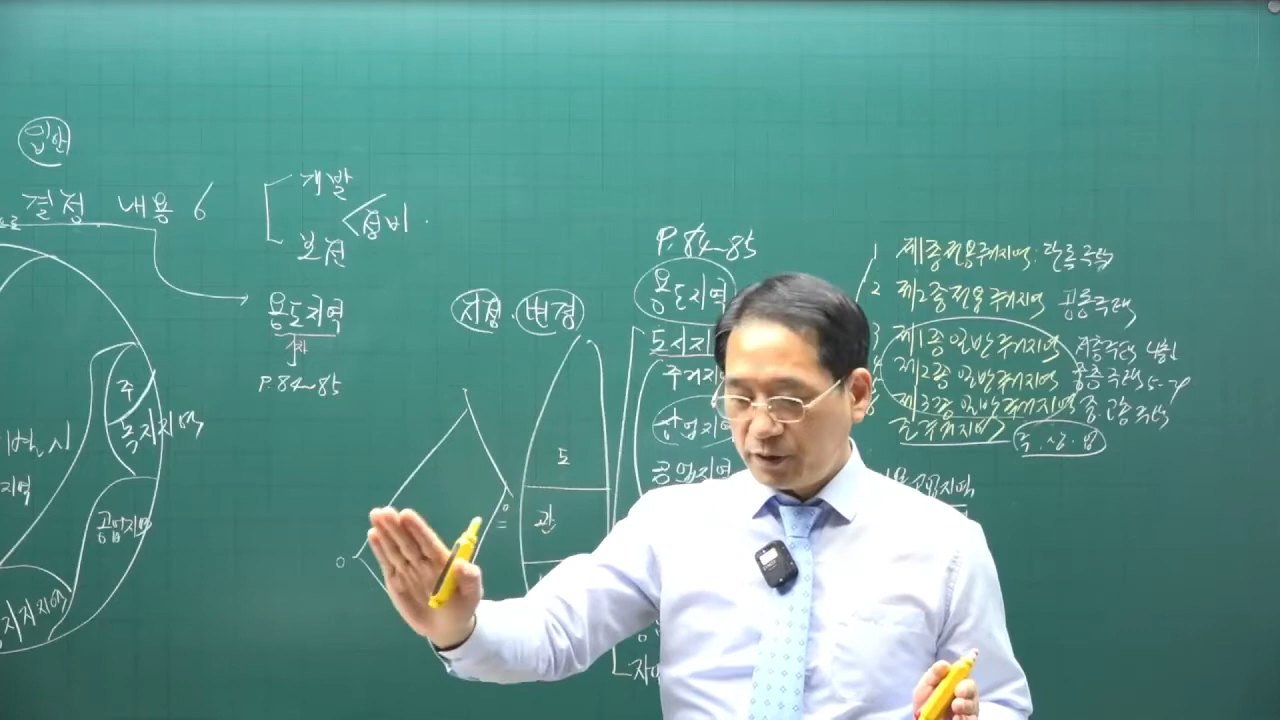 입안
결정 내용 6
개발
정비.
보전
용도지역
1차
P.84~85
지정. 변경
P.84~85
용도지역
도시지
주거지
상업지역
공업지역
1 제1종전용주거지역. 단독주택
2 제2종전용주거지역 공동주택
3 제1종일반주거지역 저층주택
4 제2종일반주거지역 중층주택
제3종일반주거지역 중.고층주택
준주거지역
주.상.
도
관
주
녹지지역
공업지역
지역